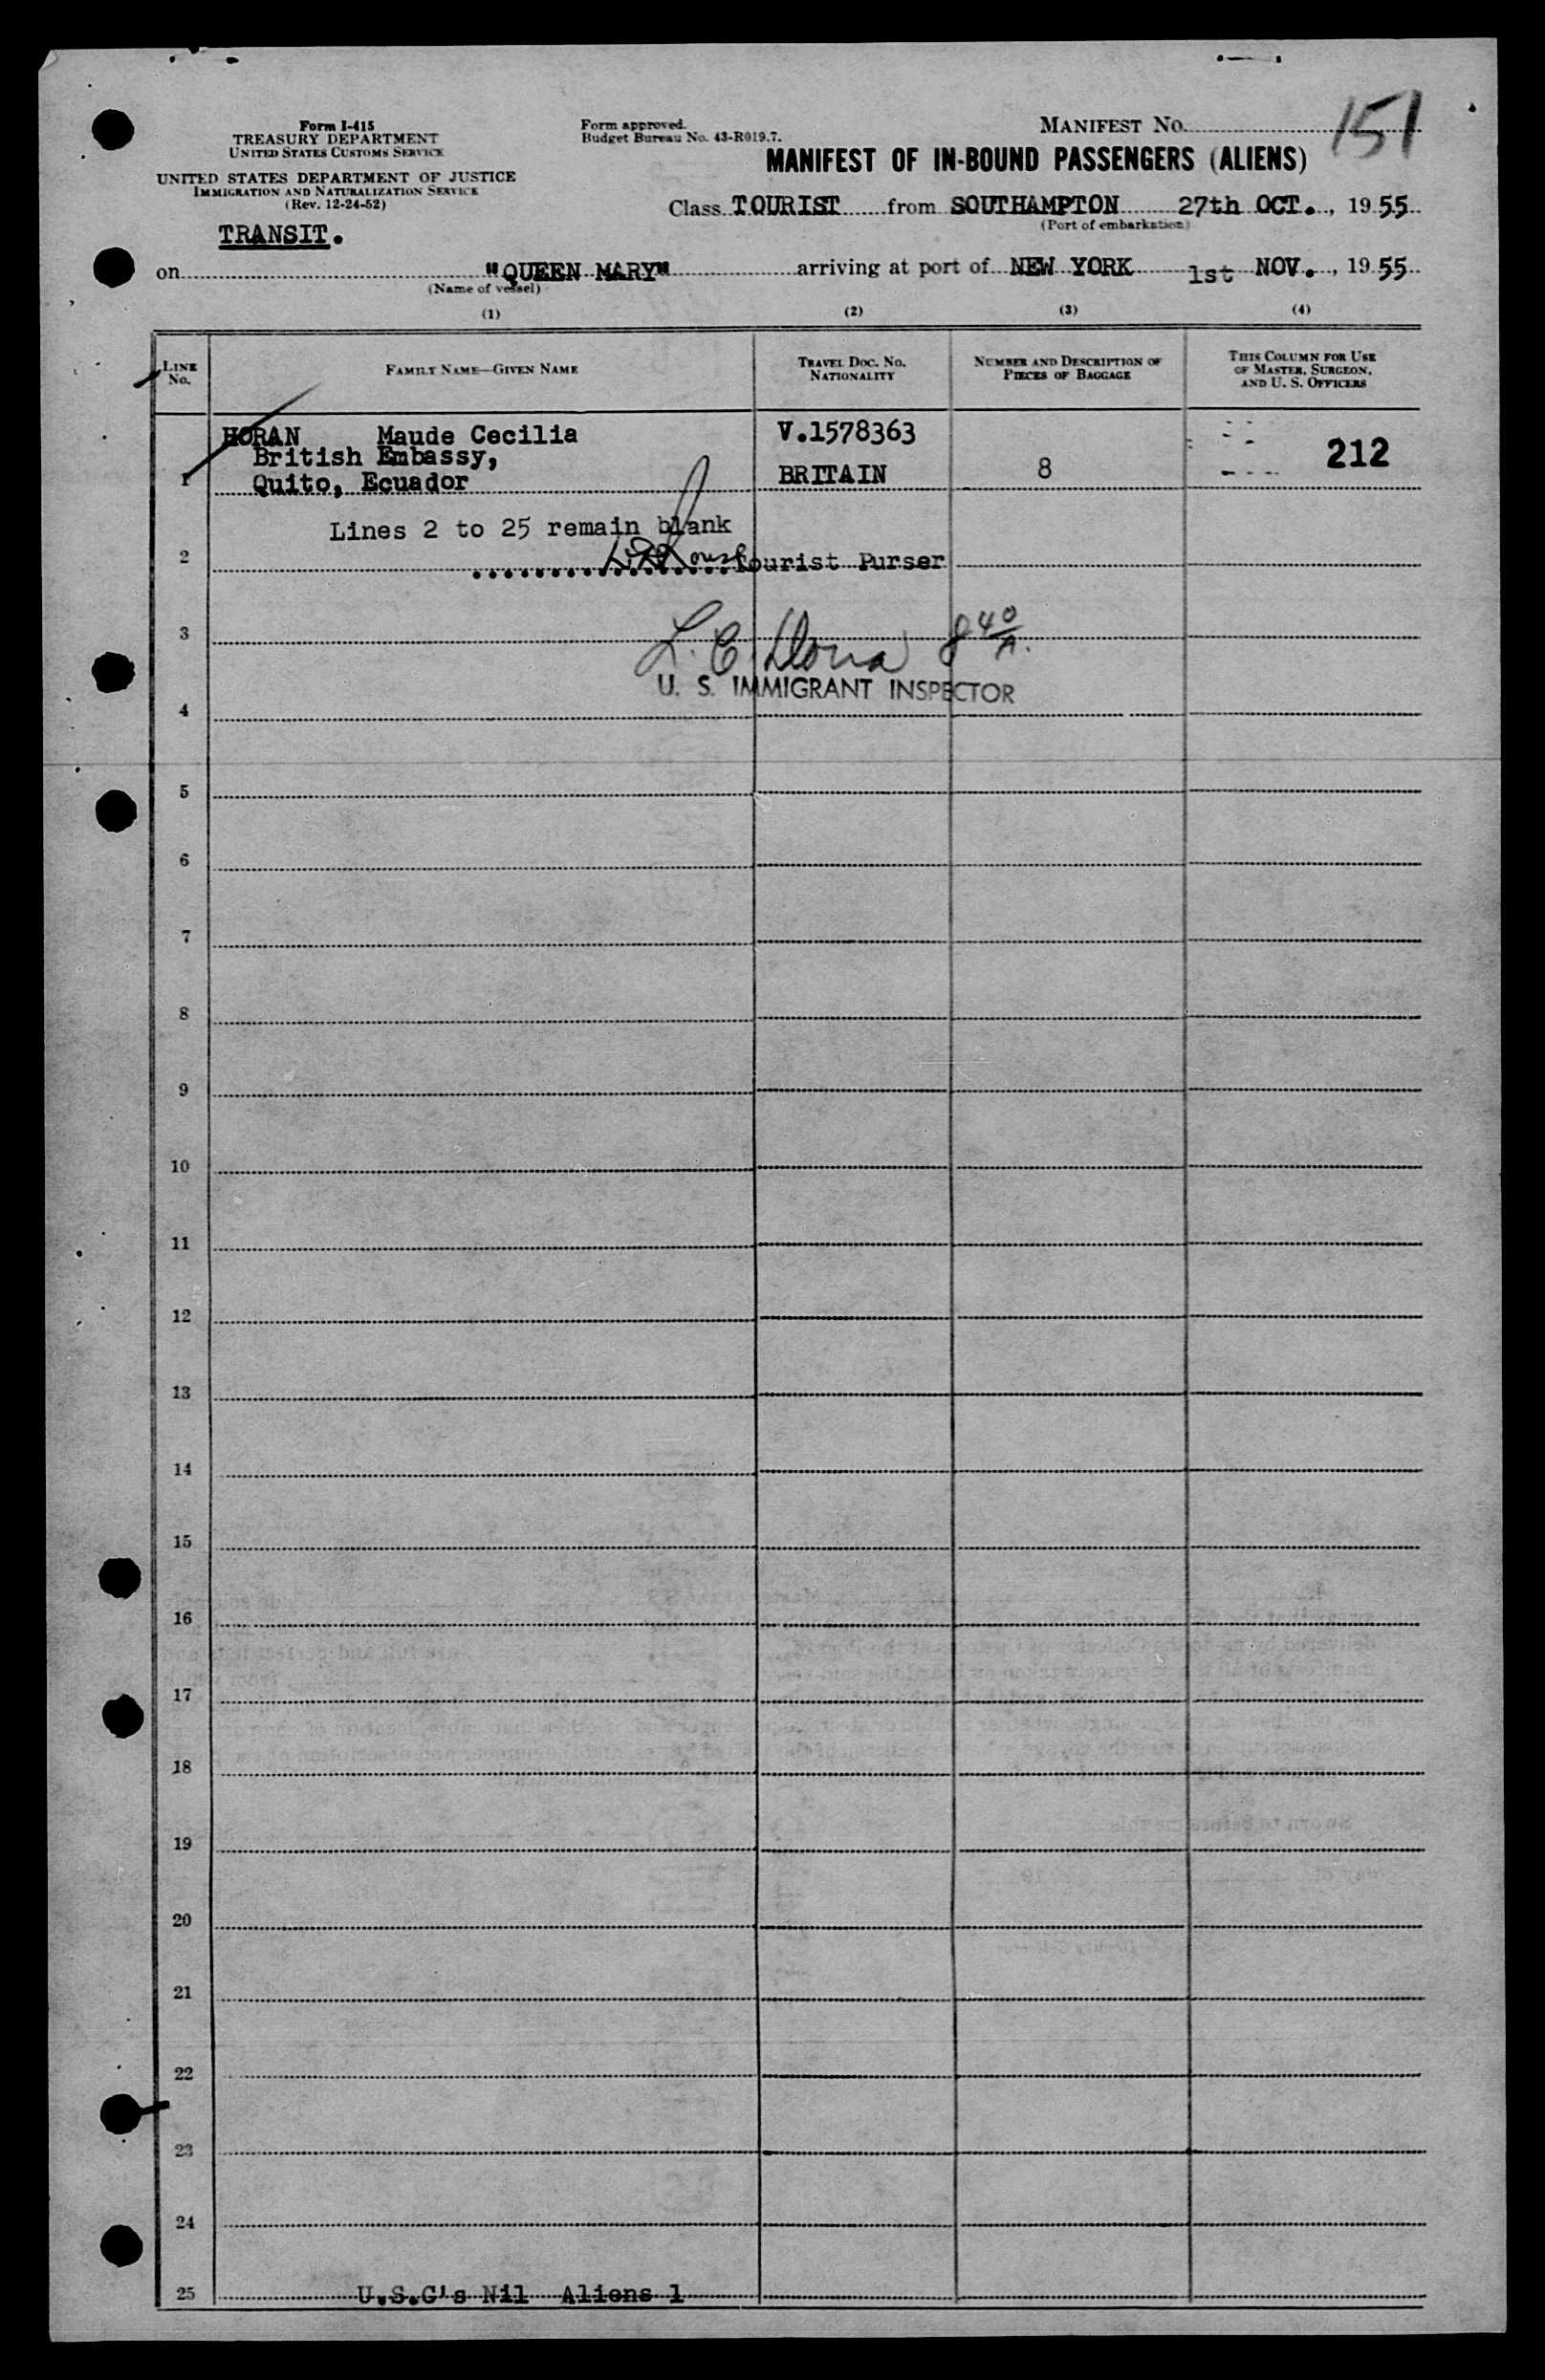 Form I-415
TREASURY DEPARTMENT
UNITED STATES CUSTOMS SERVICE
UNITED STATES DEPARTMENT OF JUSTICE
IMMIGRATION AND NATURALIZATION SERVICE
(Rev. 12-24-52)
Form approved.
Budget Bureau No. 43-R019.7.
MANIFEST No. 151
MANIFEST OF IN-BOUND PASSENGERS (ALIENS)
Class TOURIST from SOUTHAMPTON 27th OCT., 1955
(Port of embarkation)
TRANSIT.
on "QUEEN MARY" arriving at port of NEW YORK 1st NOV., 1955
(Name of vessel)
(1) (2) (3) (4)
LINE No. FAMILY NAME—GIVEN NAME TRAVEL DOC. No. NATIONALITY NUMBER AND DESCRIPTION OF PIECES OF BAGGAGE THIS COLUMN FOR USE OF MASTER, SURGEON, AND U. S. OFFICERS
HORAN Maude Cecilia V.1578363
British Embassy, 212
1 Quito, Ecuador BRITAIN 8
Lines 2 to 25 remain blank
2 Tourist Purser
3 L. C. 8 40/A.
U. S. IMMIGRANT INSPECTOR
4
5
6
7
8
9
10
11
12
13
14
15
16
17
18
19
20
21
22
23
24
25 U.S.C's Nil Aliens 1